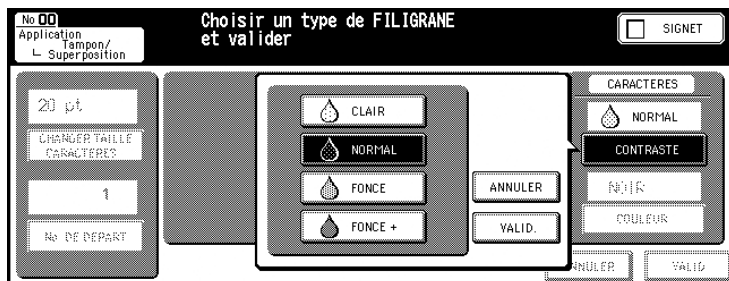 No 00
Application
Tampon/
Superposition
Choisir un type de FILIGRANE
et valider
SIGNET
20 pt
CHANGER TAILLE
CARACTERES
1
No DE DEPART
CLAIR
NORMAL
FONCE
FONCE +
ANNULER
VALID.
CARACTERES
NORMAL
CONTRASTE
NOIR
COULEUR
ANNULER
VALID